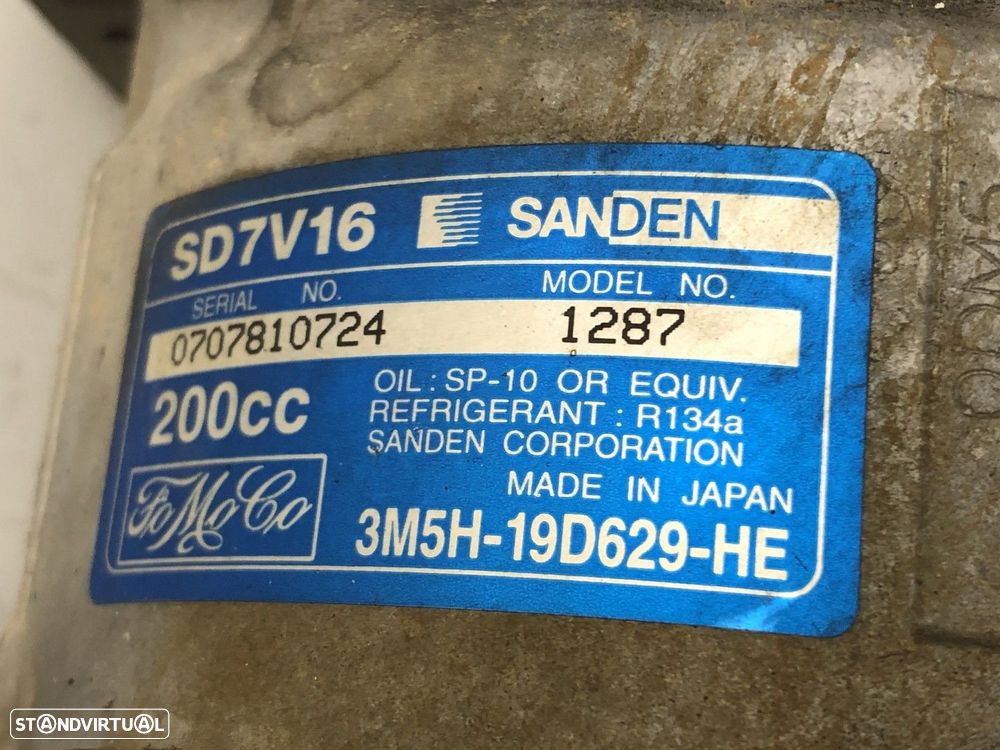 SD7V16 SANDEN
SERIAL NO. MODEL NO.
0707810724 1287
200CC
OIL : SP-10 OR EQUIV.
REFRIGERANT : R134a
SANDEN CORPORATION
MADE IN JAPAN
FoMoCo
3M5H-19D629-HE
STANDVIRTUAL